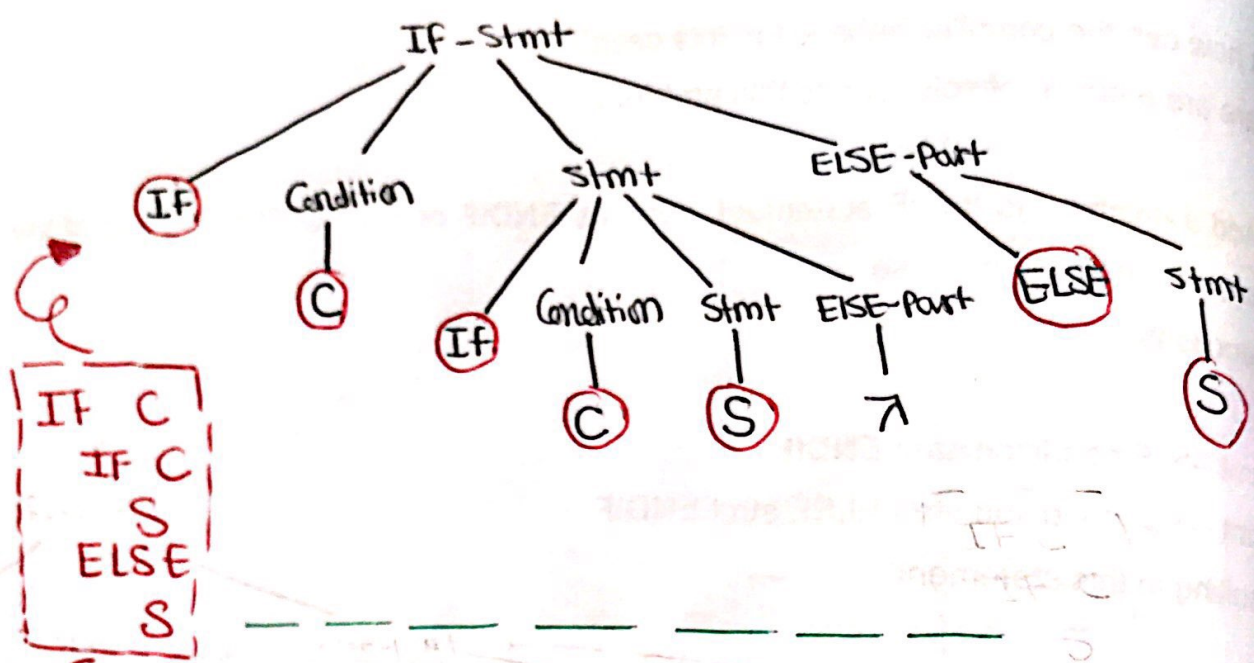 IF-Stmt
IF Condition Stmt ELSE-Part
C IF Condition Stmt ElSE-Part ELSE Stmt
C S λ S
IF C
IF C
S
ELSE
S